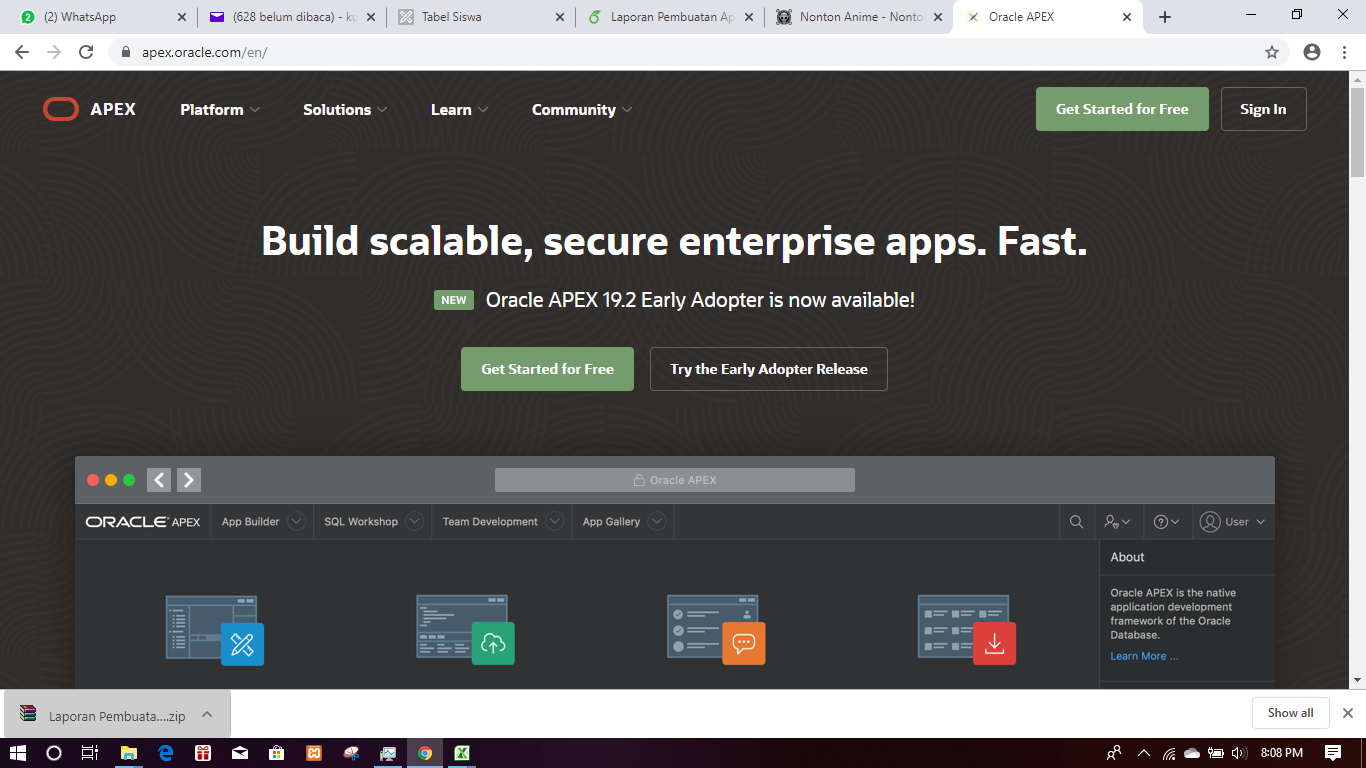 (2) WhatsApp
(628 belum dibaca) - ku
Tabel Siswa
Laporan Pembuatan Ap
Nonton Anime - Nonto
Oracle APEX
apex.oracle.com/en/
APEX
Platform
Solutions
Learn
Community
Get Started for Free
Sign In
Build scalable, secure enterprise apps. Fast.
NEW Oracle APEX 19.2 Early Adopter is now available!
Get Started for Free
Try the Early Adopter Release
Oracle APEX
ORACLE APEX
App Builder
SQL Workshop
Team Development
App Gallery
User
About
Oracle APEX is the native
application development
framework of the Oracle
Database.
Learn More ...
Laporan Pembuata....zip
Show all
8:08 PM